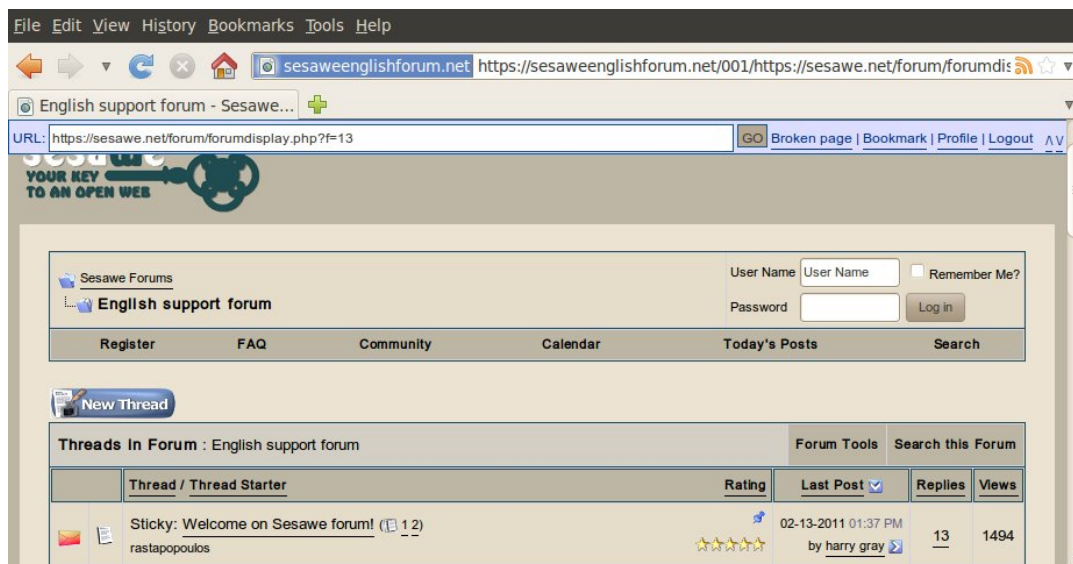 File Edit View History Bookmarks Tools Help
sesaweenglishforum.net https://sesaweenglishforum.net/001/https://sesawe.net/forum/forumdis
English support forum - Sesawe...
URL: https://sesawe.net/forum/forumdisplay.php?f=13 GO Broken page | Bookmark | Profile | Logout
sesawe
YOUR KEY
TO AN OPEN WEB
Sesawe Forums
English support forum
User Name User Name Remember Me?
Password Log in
Register FAQ Community Calendar Today's Posts Search
New Thread
Threads In Forum : English support forum Forum Tools Search this Forum
Thread / Thread Starter Rating Last Post Replies Views
Sticky: Welcome on Sesawe forum! (1 2) 02-13-2011 01:37 PM 13 1494
rastapopoulos by harry gray